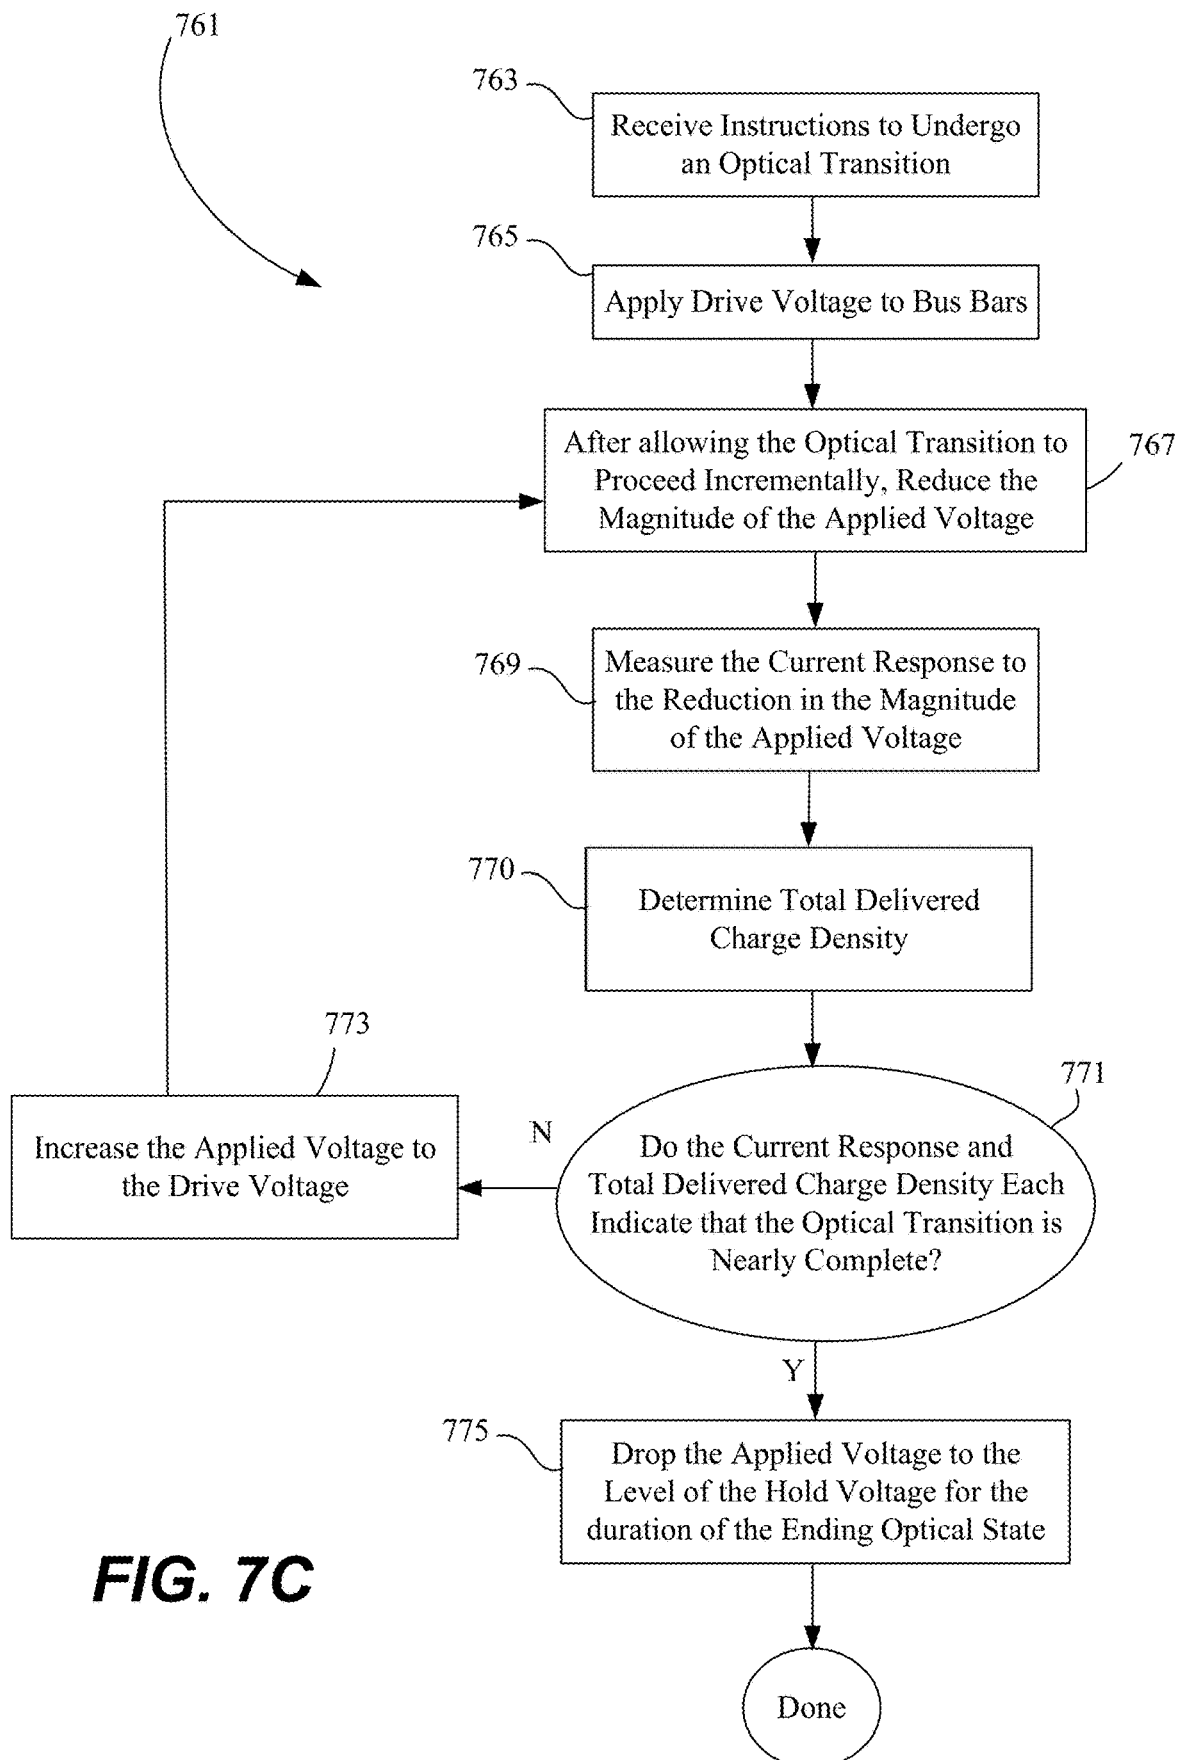 761
763
Receive Instructions to Undergo
an Optical Transition
765
Apply Drive Voltage to Bus Bars
After allowing the Optical Transition to
Proceed Incrementally, Reduce the
Magnitude of the Applied Voltage
767
769
Measure the Current Response to
the Reduction in the Magnitude
of the Applied Voltage
770
Determine Total Delivered
Charge Density
773
Increase the Applied Voltage to
the Drive Voltage
N
771
Do the Current Response and
Total Delivered Charge Density Each
Indicate that the Optical Transition is
Nearly Complete?
Y
775
Drop the Applied Voltage to the
Level of the Hold Voltage for the
duration of the Ending Optical State
FIG. 7C
Done